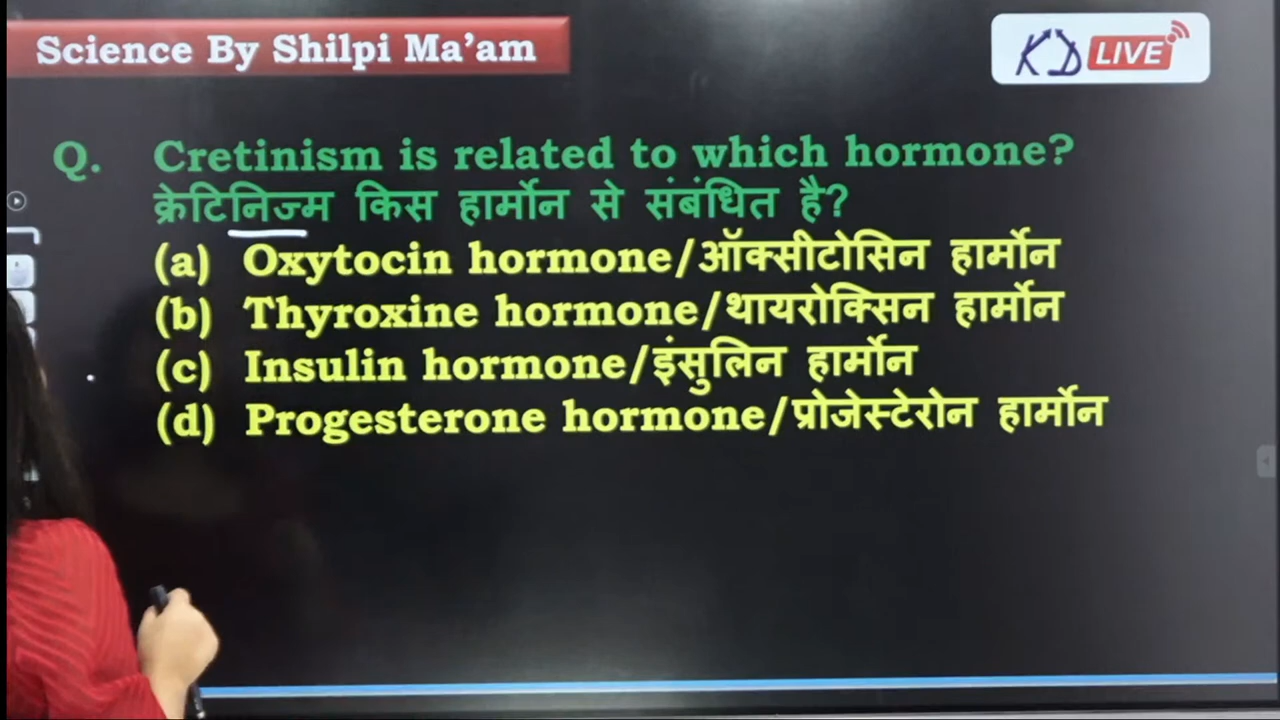 Science By Shilpi Ma'am
KD LIVE
Q. Cretinism is related to which hormone?
क्रेटिनिज्म किस हार्मोन से संबंधित है?
(a) Oxytocin hormone/ऑक्सीटोसिन हार्मोन
(b) Thyroxine hormone/थायरोक्सिन हार्मोन
(c) Insulin hormone/इंसुलिन हार्मोन
(d) Progesterone hormone/प्रोजेस्टेरोन हार्मोन